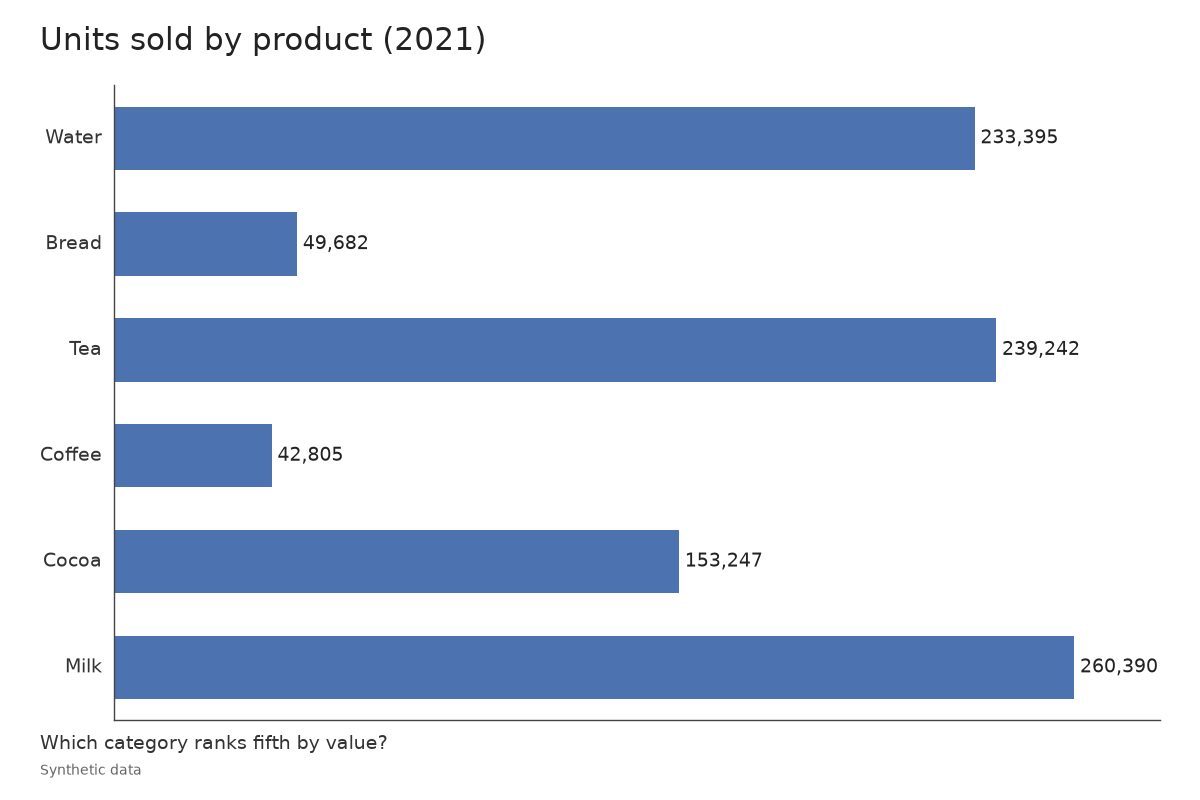 Units sold by product (2021)
Water 233,395
Bread 49,682
Tea 239,242
Coffee 42,805
Cocoa 153,247
Milk 260,390
Which category ranks fifth by value?
Synthetic data